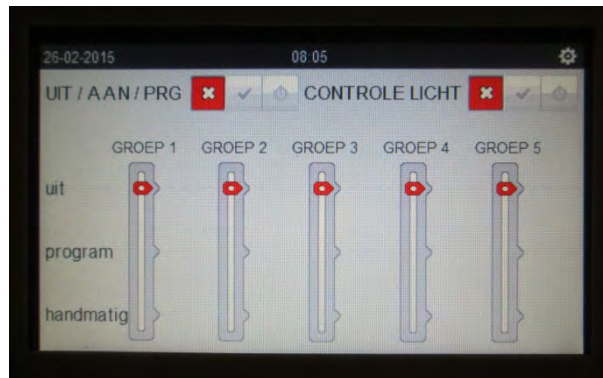 26-02-2015 08:05
UIT / AAN / PRG CONTROLE LICHT
GROEP 1 GROEP 2 GROEP 3 GROEP 4 GROEP 5
uit
program
handmatig